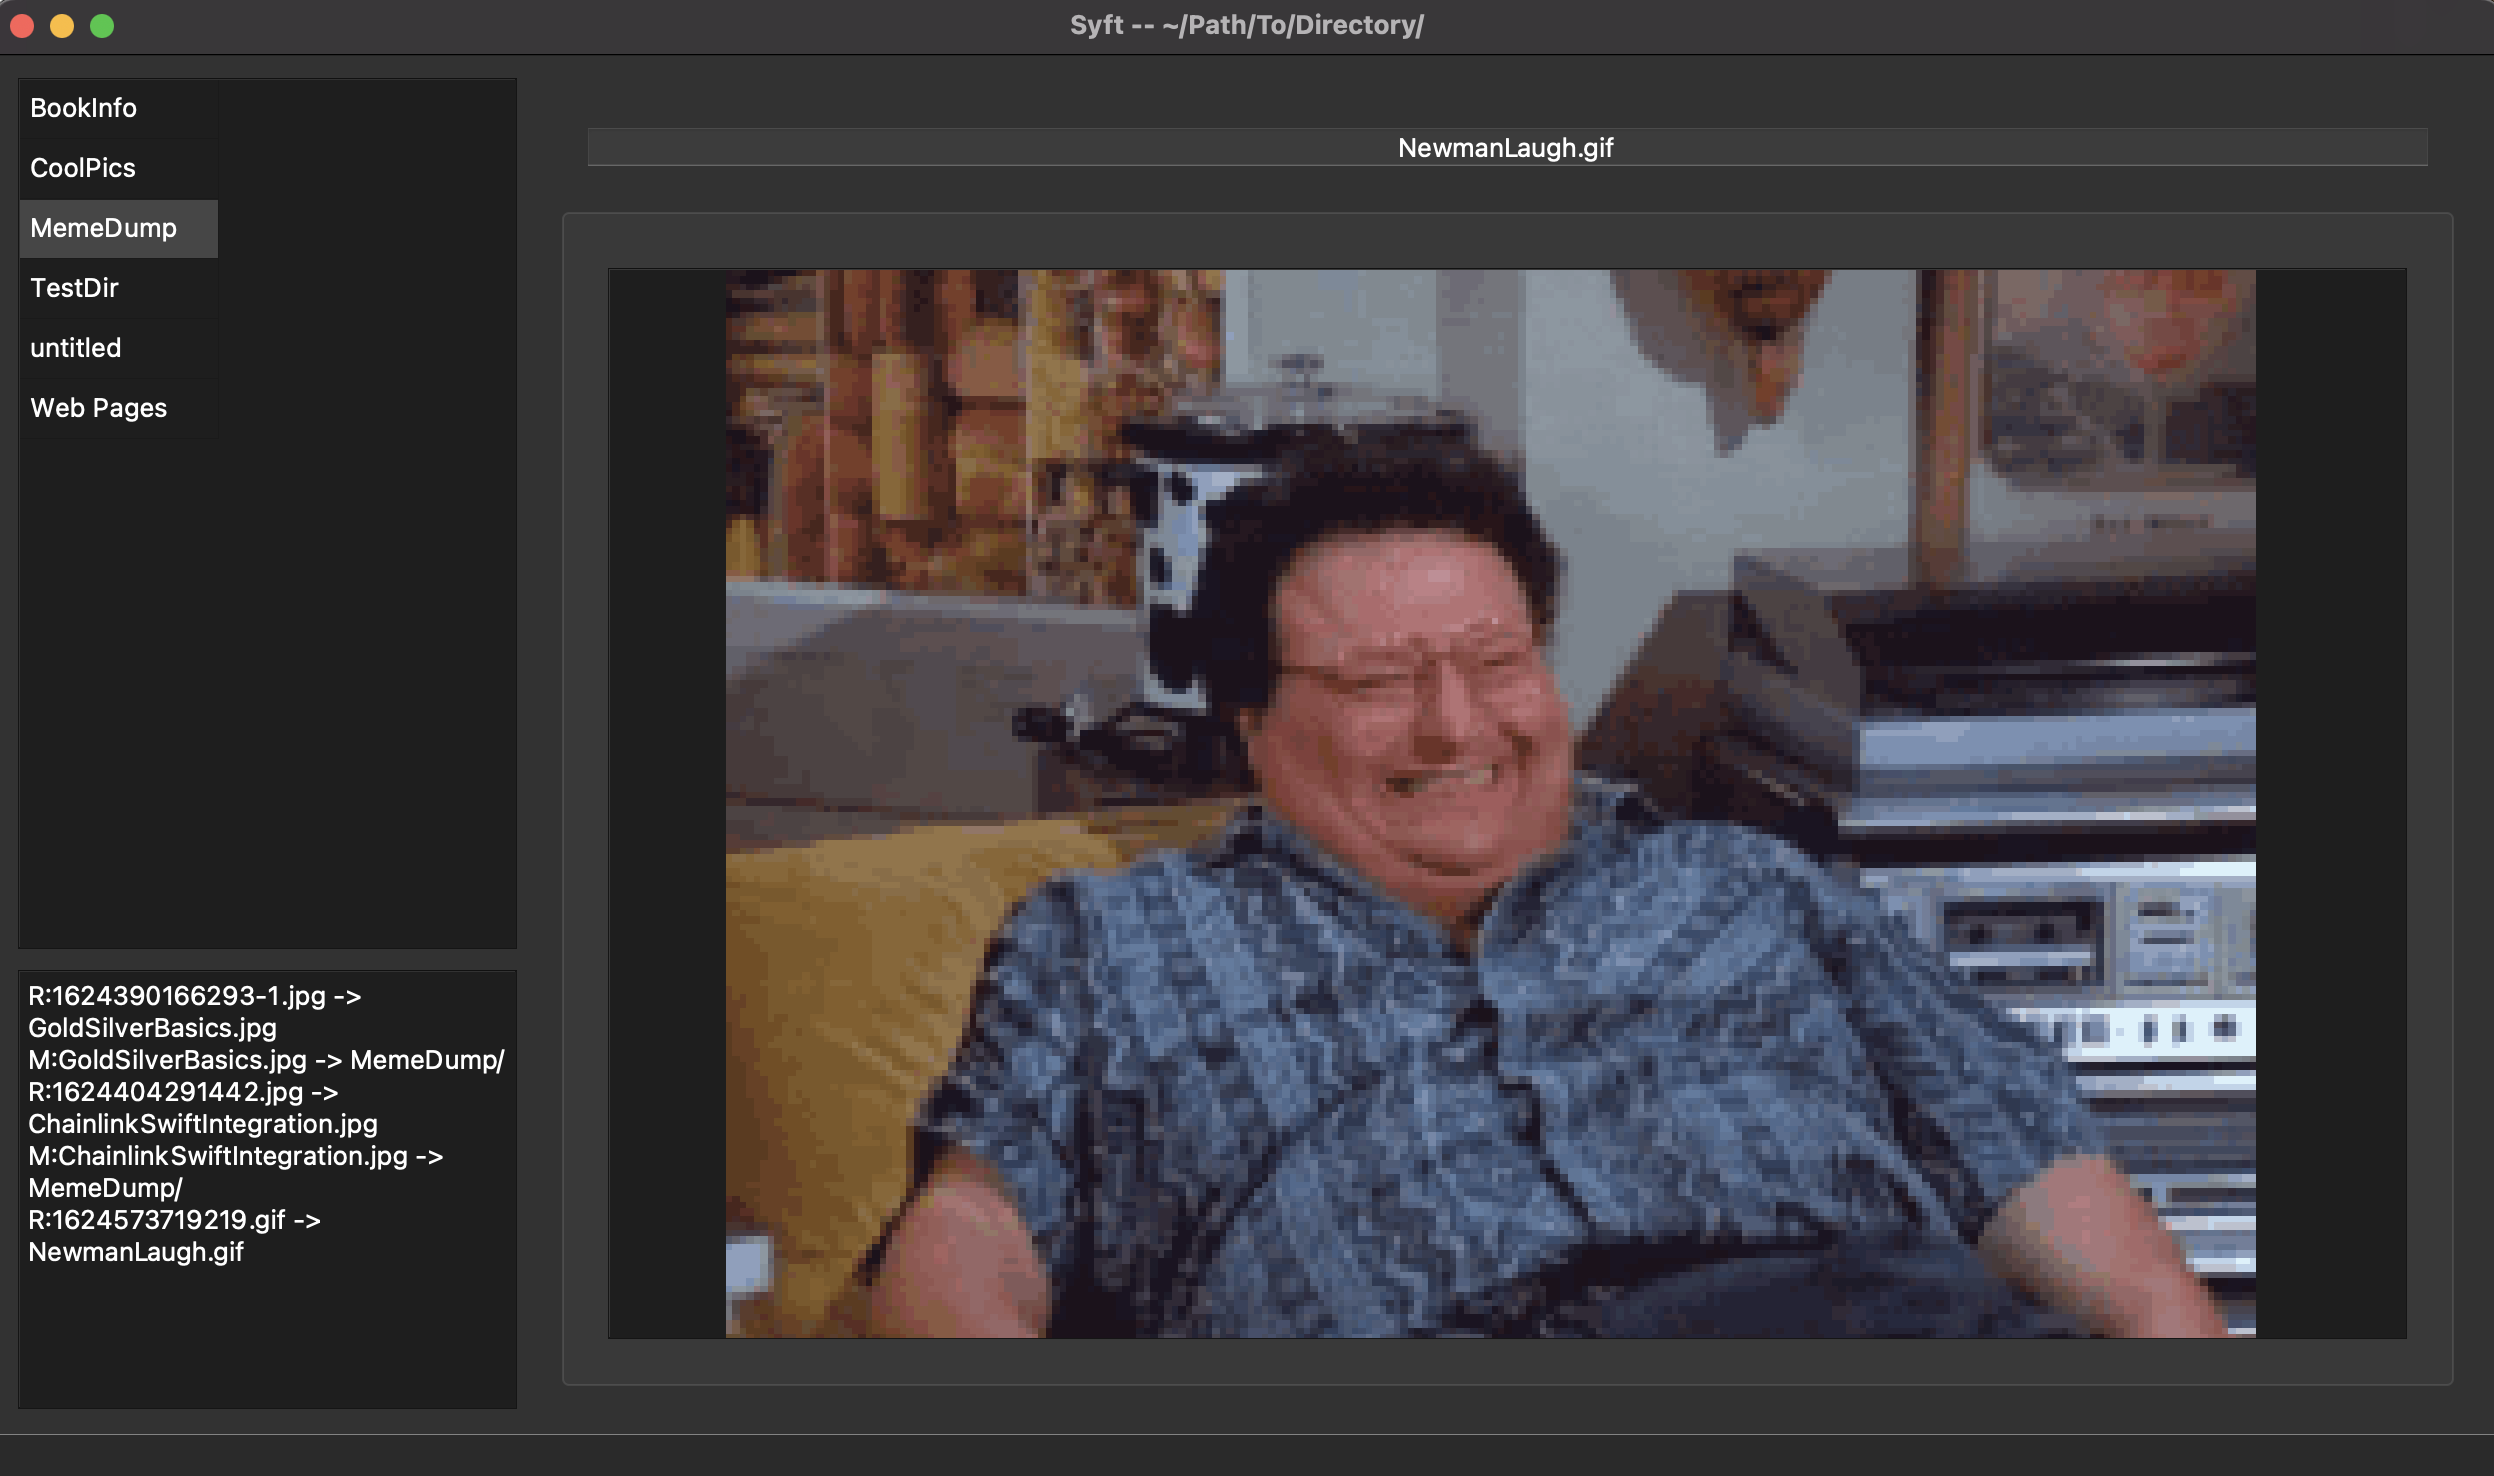 Syft -- ~/Path/To/Directory/
BookInfo
CoolPics
MemeDump
TestDir
untitled
Web Pages
NewmanLaugh.gif
R:1624390166293-1.jpg ->
GoldSilverBasics.jpg
M:GoldSilverBasics.jpg -> MemeDump/
R:1624404291442.jpg ->
ChainlinkSwiftIntegration.jpg
M:ChainlinkSwiftIntegration.jpg ->
MemeDump/
R:1624573719219.gif ->
NewmanLaugh.gif